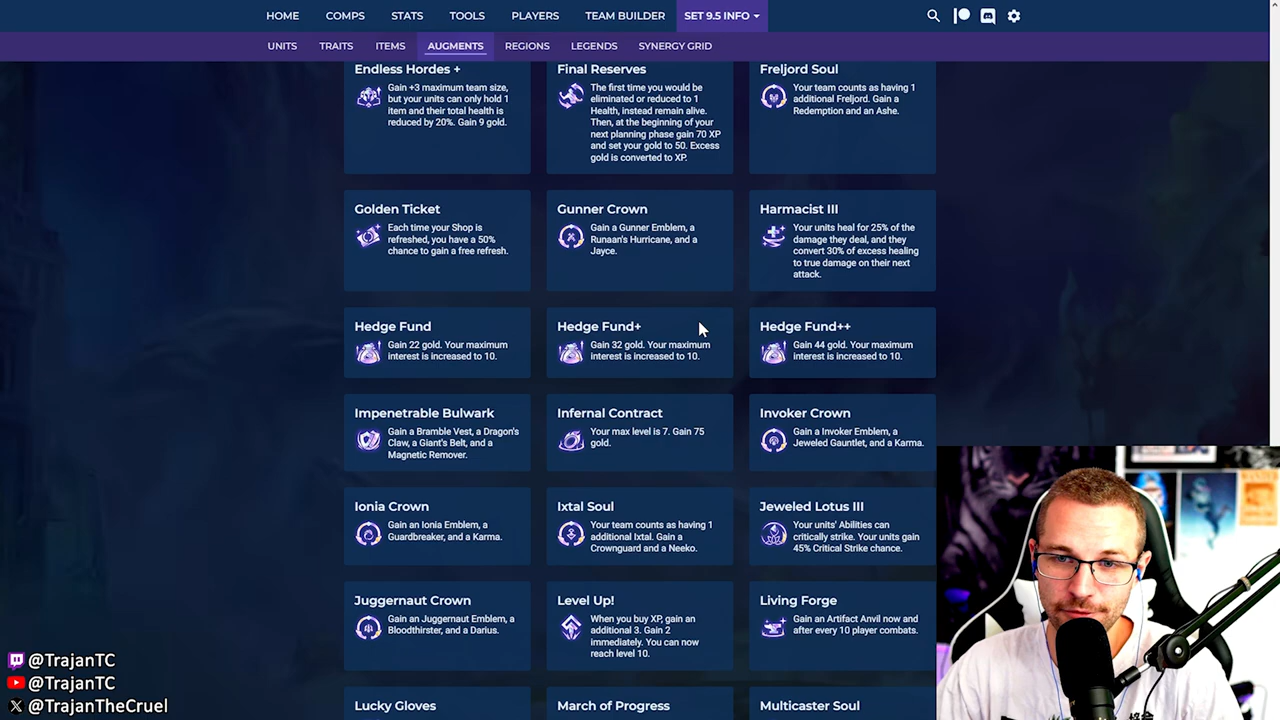 HOME COMPS STATS TOOLS PLAYERS TEAM BUILDER SET 9.5 INFO
UNITS TRAITS ITEMS AUGMENTS REGIONS LEGENDS SYNERGY GRID
Endless Hordes +
Gain +3 maximum team size,
but your units can only hold 1
item and their total health is
reduced by 20%. Gain 9 gold.
Final Reserves
The first time you would be
eliminated or reduced to 1
Health, instead remain alive.
Then, at the beginning of your
next planning phase gain 70 XP
and set your gold to 50. Excess
gold is converted to XP.
Freljord Soul
Your team counts as having 1
additional Freljord. Gain a
Redemption and an Ashe.
Golden Ticket
Each time your Shop is
refreshed, you have a 50%
chance to gain a free refresh.
Gunner Crown
Gain a Gunner Emblem, a
Runaan's Hurricane, and a
Jayce.
Harmacist III
Your units heal for 25% of the
damage they deal, and they
convert 30% of excess healing
to true damage on their next
attack.
Hedge Fund
Gain 22 gold. Your maximum
interest is increased to 10.
Hedge Fund+
Gain 32 gold. Your maximum
interest is increased to 10.
Hedge Fund++
Gain 44 gold. Your maximum
interest is increased to 10.
Impenetrable Bulwark
Gain a Bramble Vest, a Dragon's
Claw, a Giant's Belt, and a
Magnetic Remover.
Infernal Contract
Your max level is 7. Gain 75
gold.
Invoker Crown
Gain a Invoker Emblem, a
Jeweled Gauntlet, and a Karma.
Ionia Crown
Gain an Ionia Emblem, a
Guardbreaker, and a Karma.
Ixtal Soul
Your team counts as having 1
additional Ixtal. Gain a
Crownguard and a Neeko.
Jeweled Lotus III
Your units' Abilities can
critically strike. Your units gain
45% Critical Strike chance.
Juggernaut Crown
Gain an Juggernaut Emblem, a
Bloodthirster, and a Darius.
Level Up!
When you buy XP, gain an
additional 3. Gain 2
immediately. You can now
reach level 10.
Living Forge
Gain an Artifact Anvil now and
after every 10 player combats.
Lucky Gloves
March of Progress
Multicaster Soul
@TrajanTC
@TrajanTC
@TrajanTheCruel